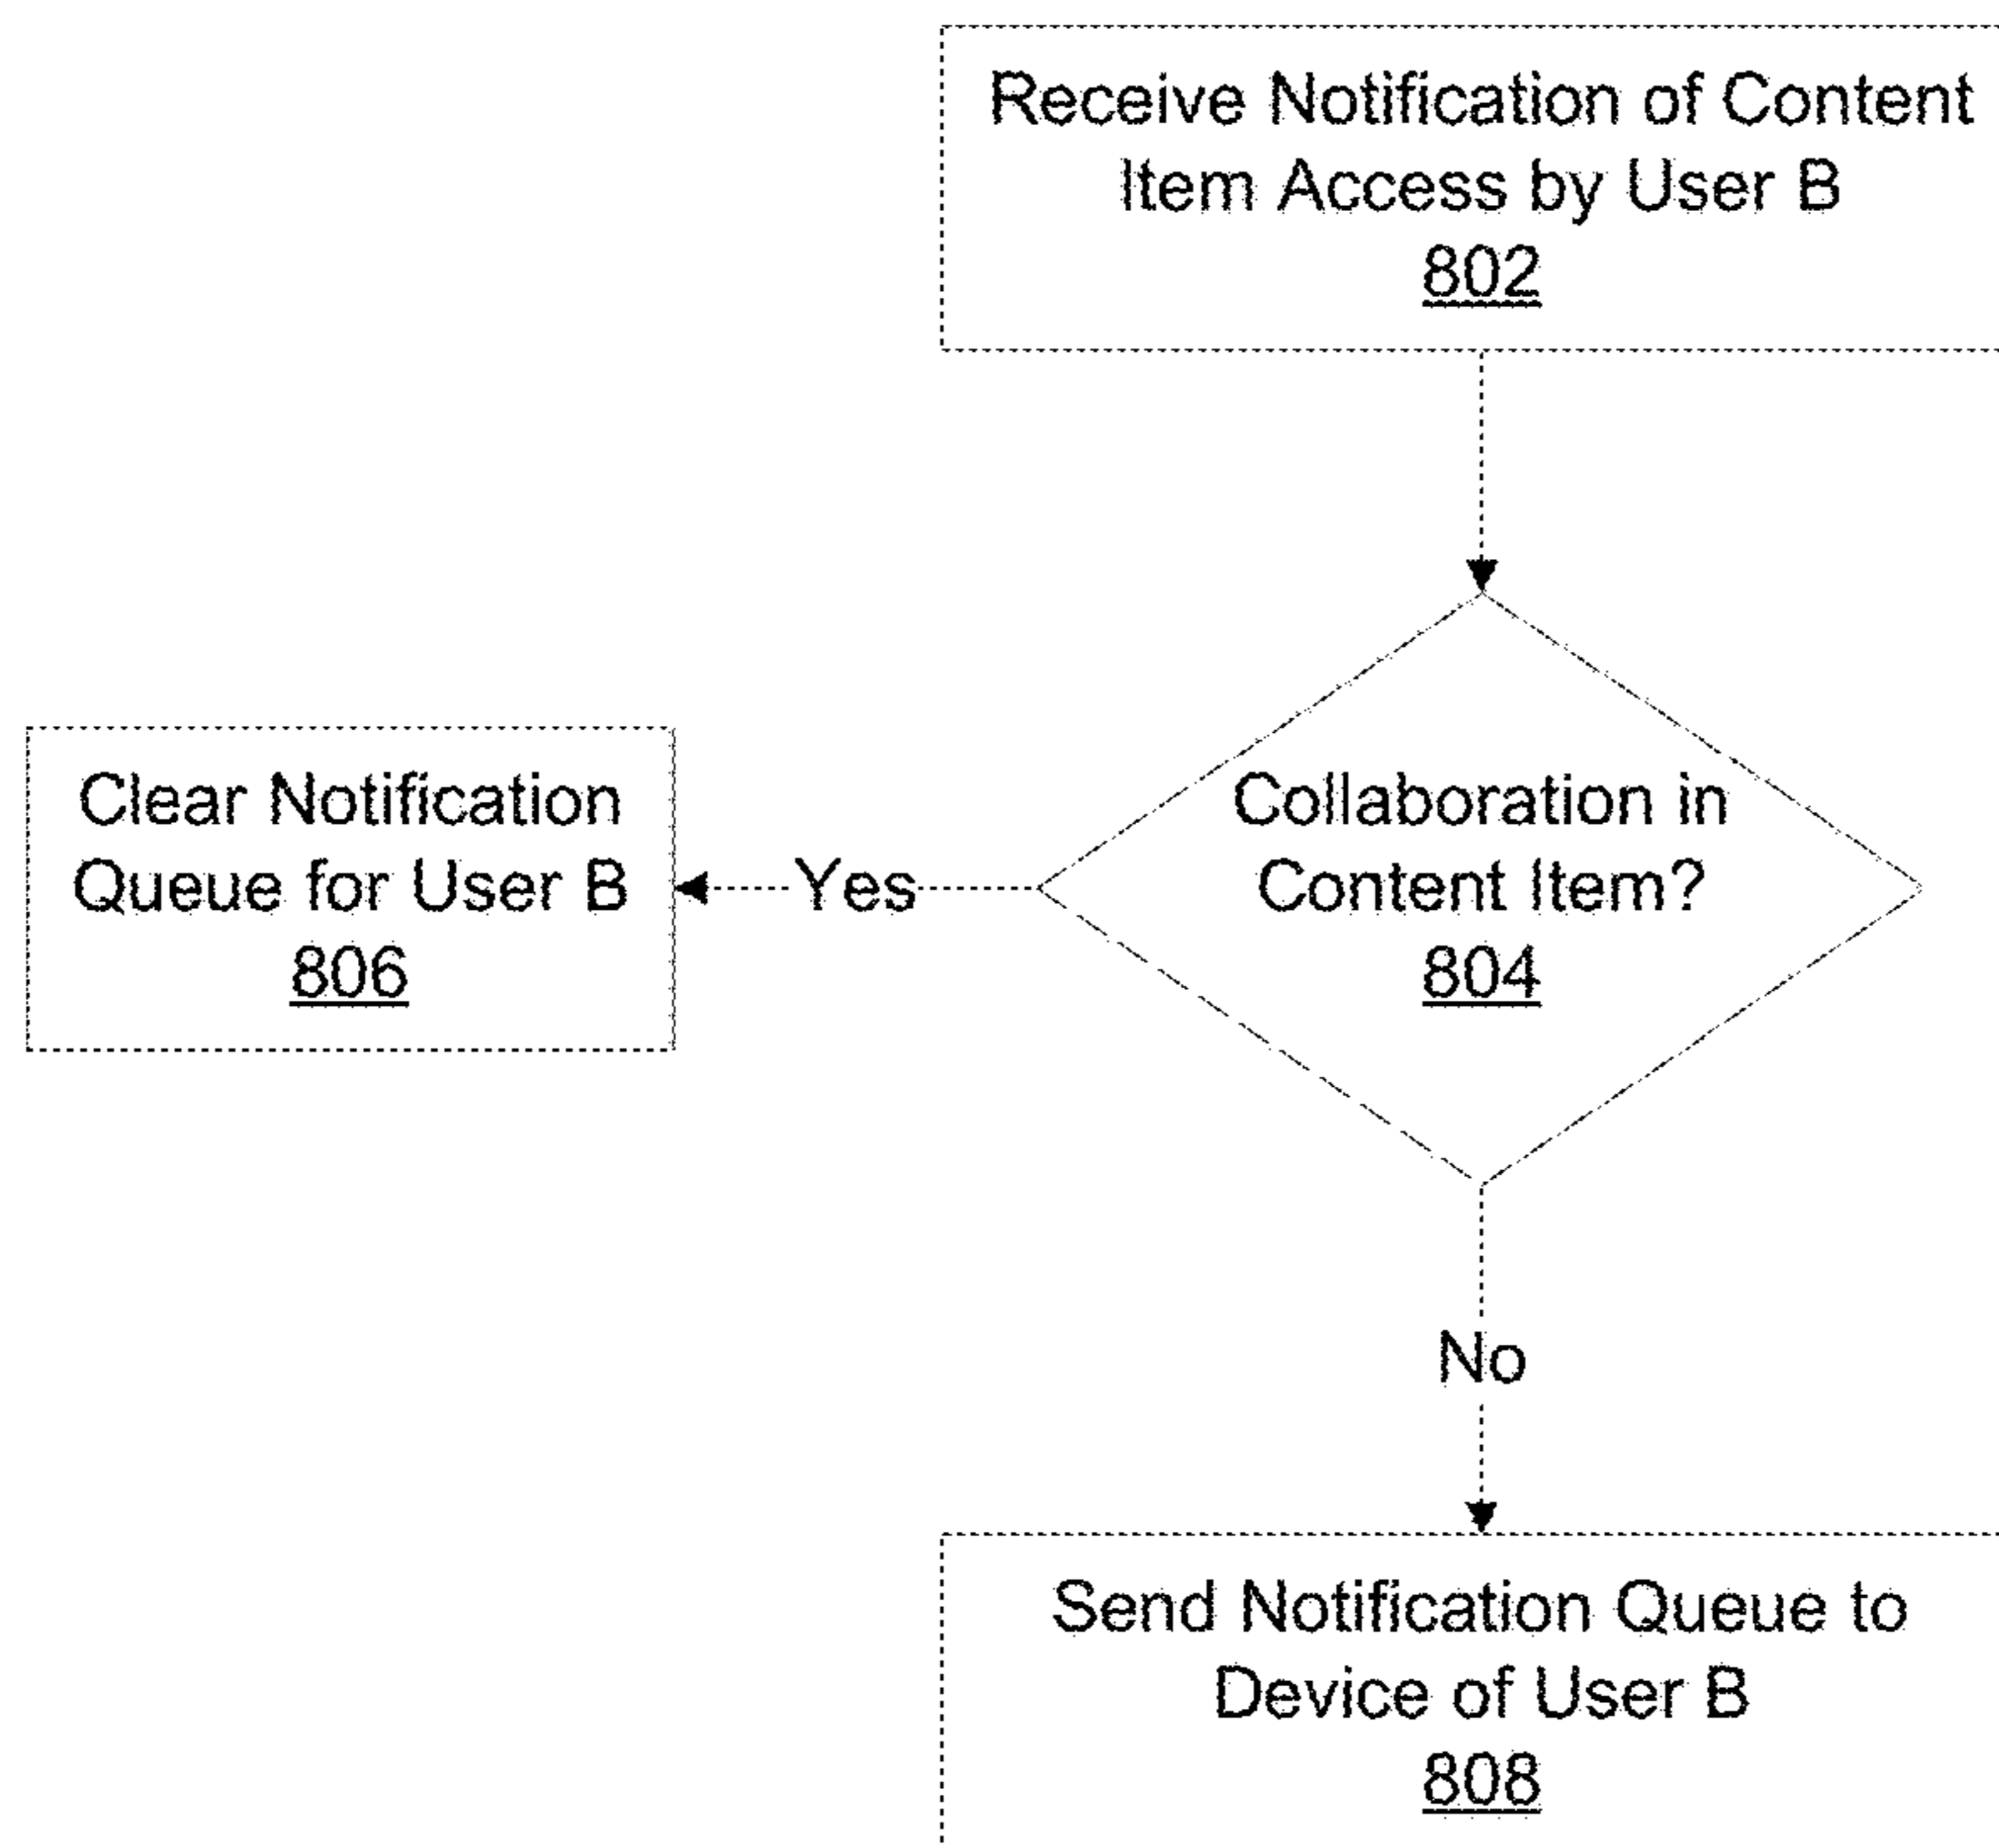 Receive Notification of Content
Item Access by User B
802
Collaboration in
Content Item?
804
Yes
Clear Notification
Queue for User B
806
No
Send Notification Queue to
Device of User B
808